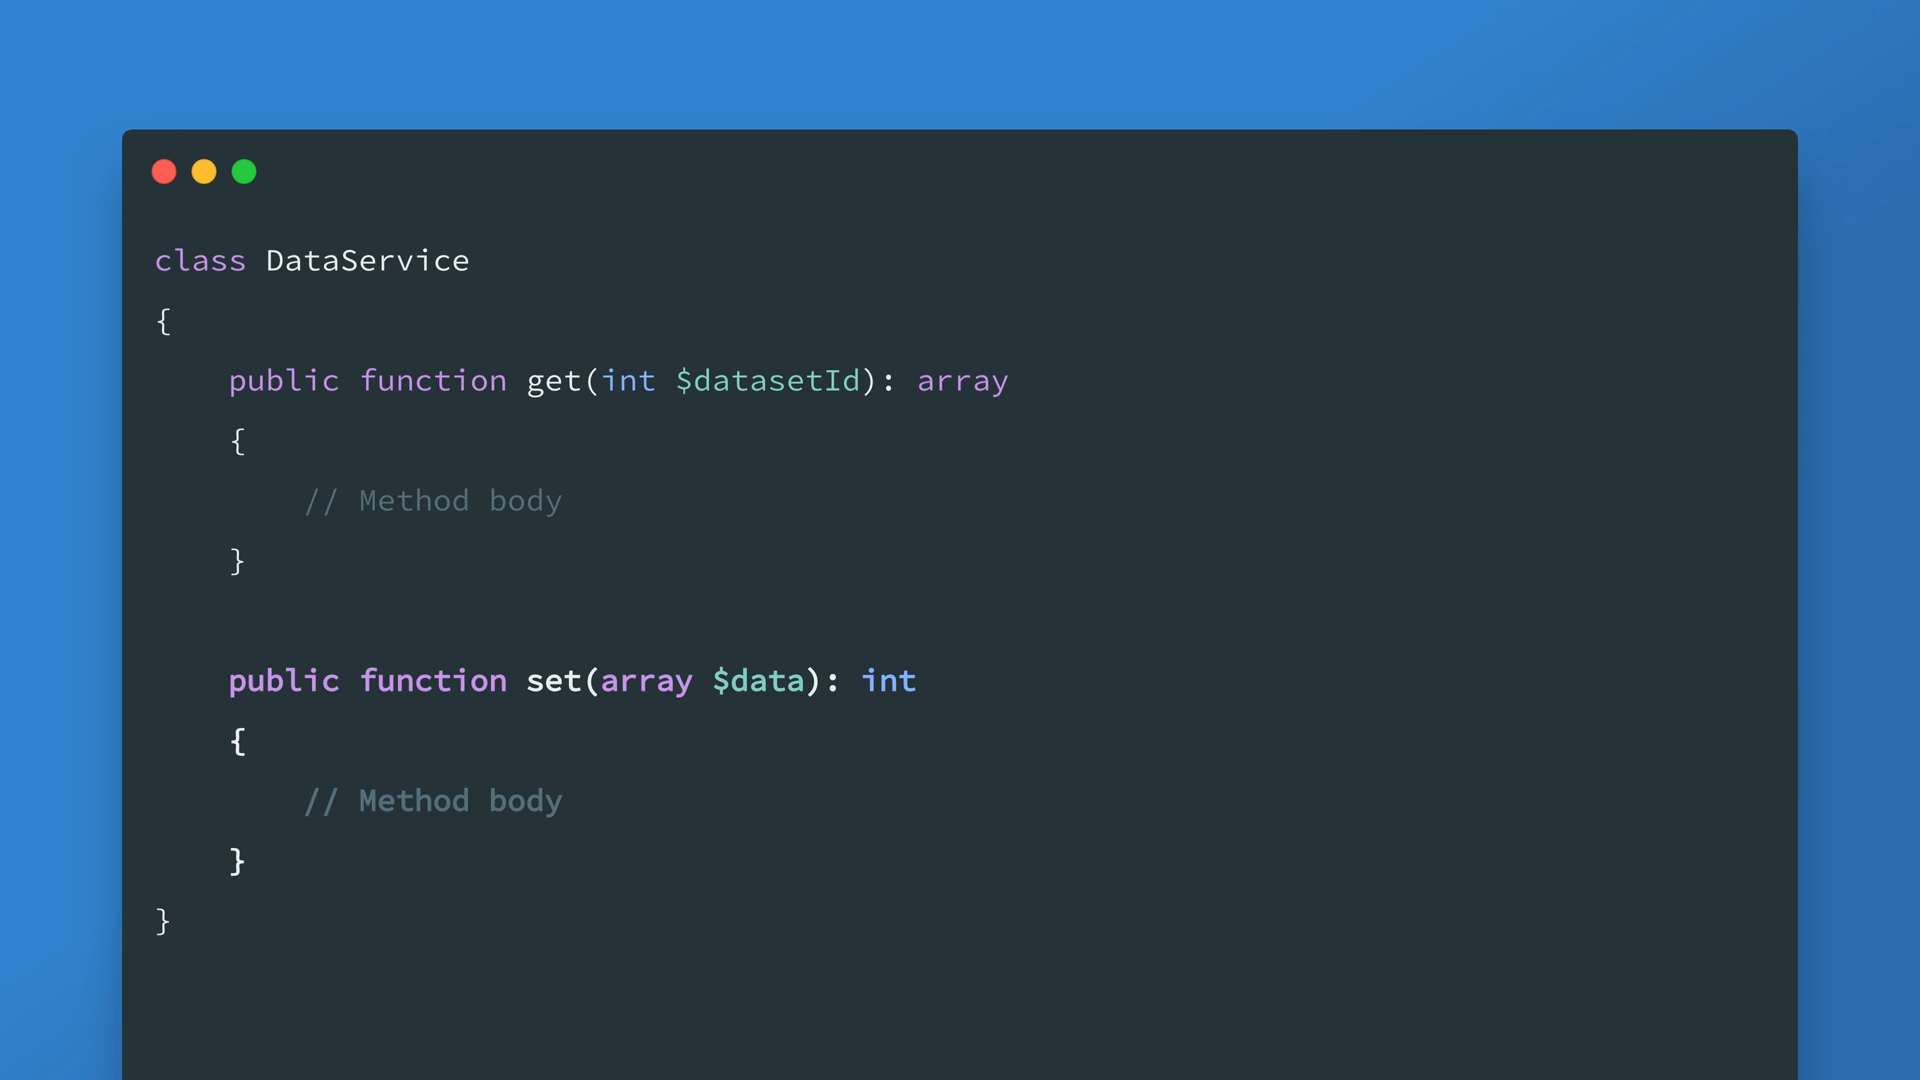 class DataService
{
    public function get(int $datasetId): array
    {
        // Method body
    }

    public function set(array $data): int
    {
        // Method body
    }
}